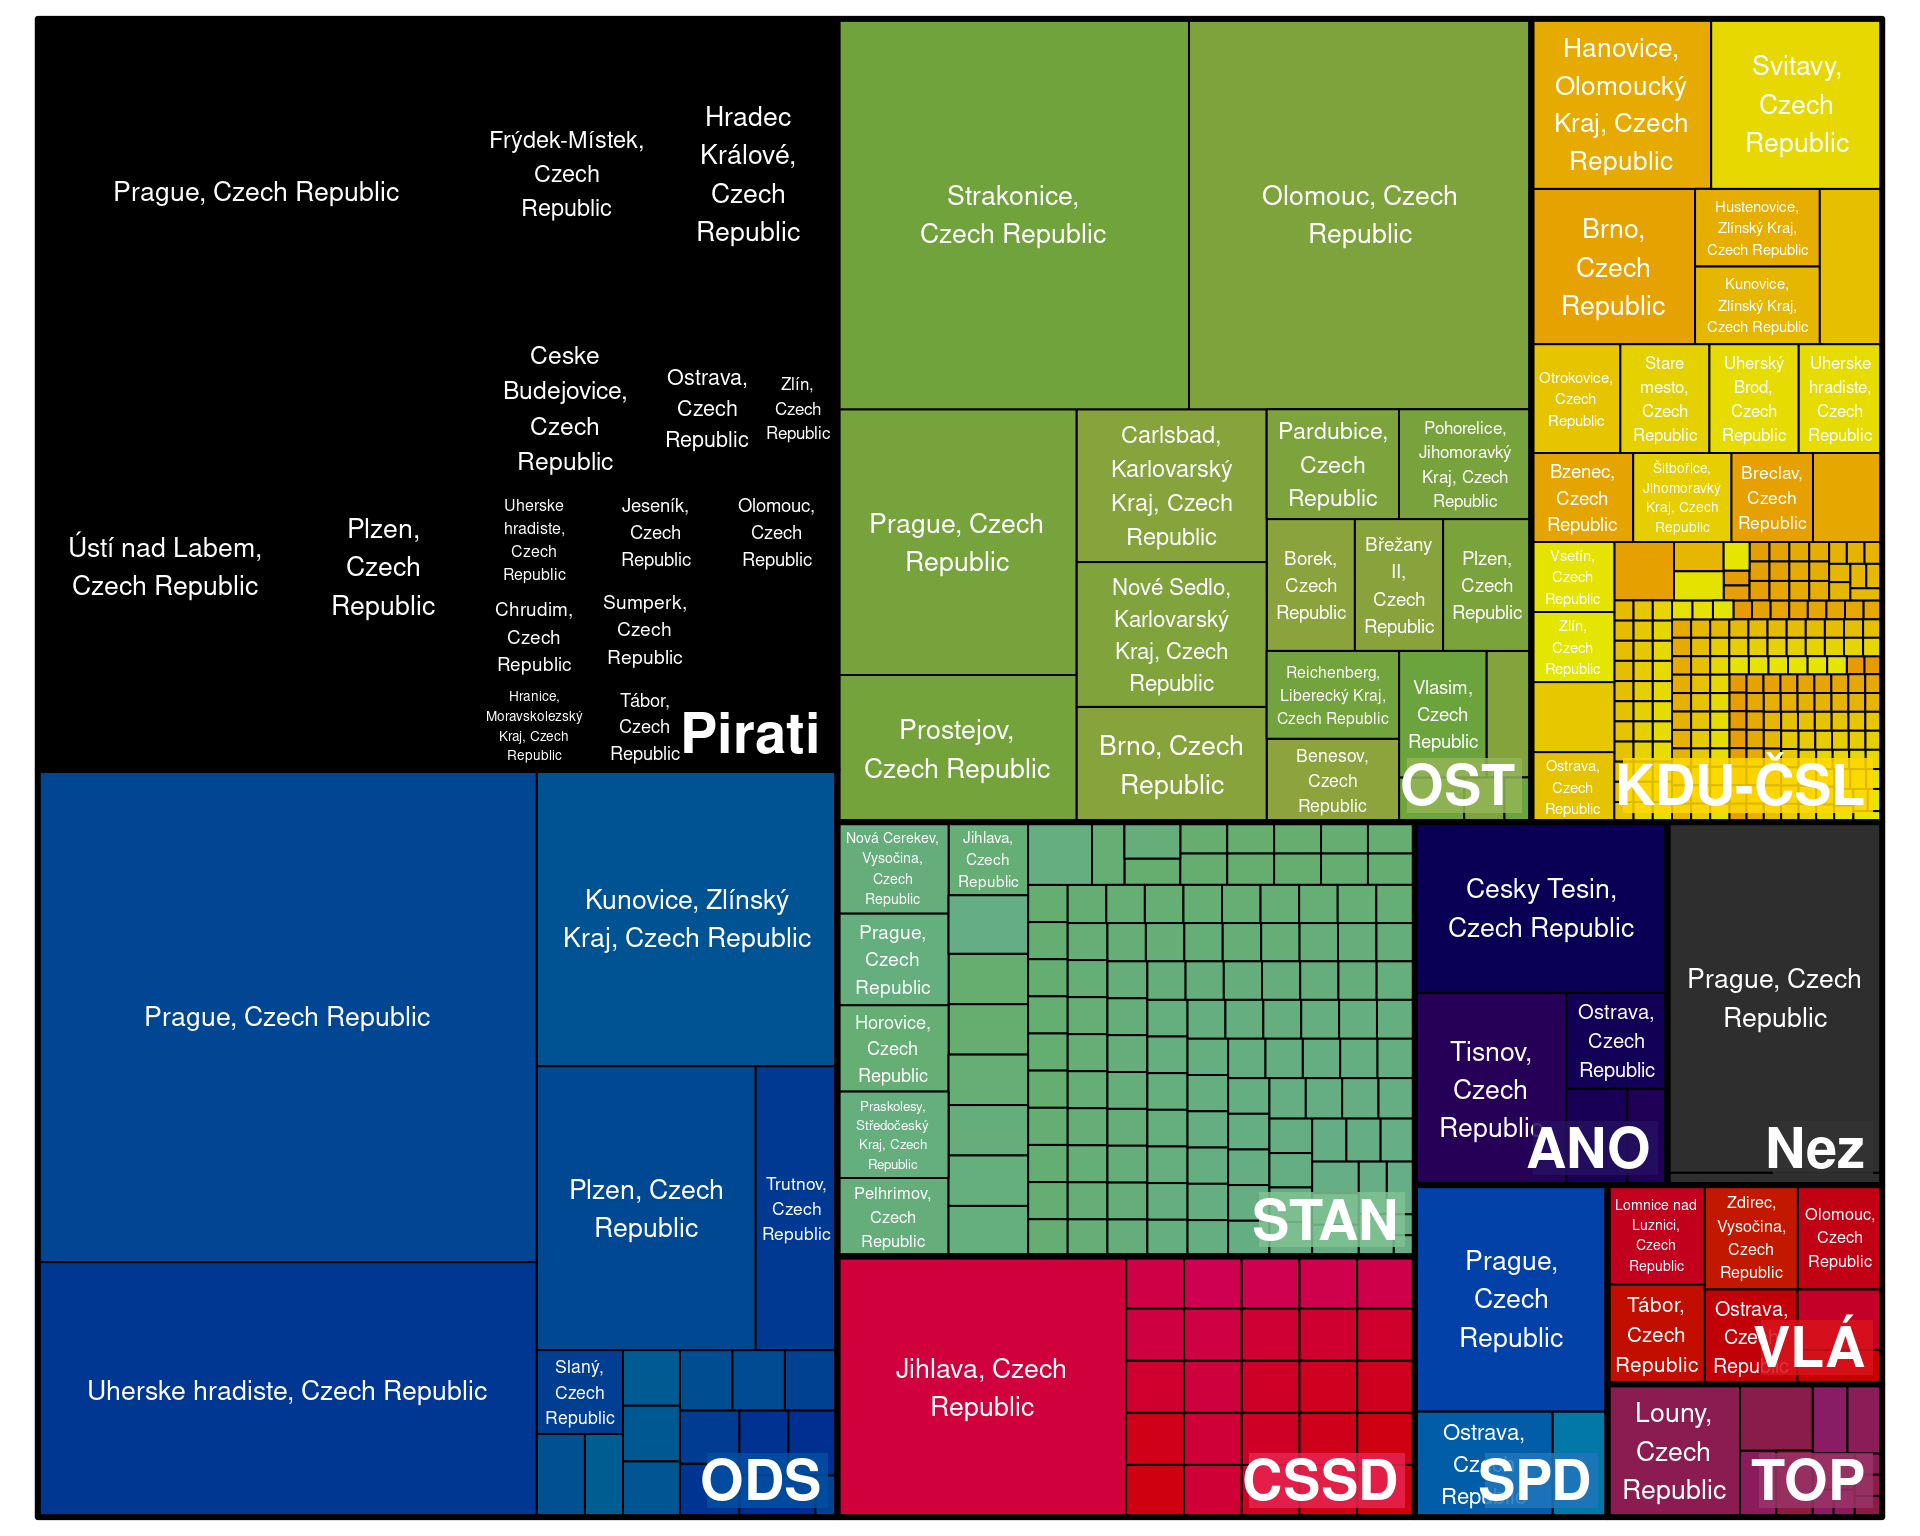 Prague, Czech Republic
Frýdek-Místek,
Czech
Republic
Hradec
Králové,
Czech
Republic
Ceske
Budejovice,
Czech
Republic
Ostrava,
Czech
Republic
Zlín,
Czech
Republic
Ústí nad Labem,
Czech Republic
Plzen,
Czech
Republic
Uherske
hradiste,
Czech
Republic
Jeseník,
Czech
Republic
Olomouc,
Czech
Republic
Chrudim,
Czech
Republic
Sumperk,
Czech
Republic
Hranice,
Moravskolezský
Kraj, Czech
Republic
Tábor,
Czech
Republic
Pirati
Strakonice,
Czech Republic
Olomouc, Czech
Republic
Prague, Czech
Republic
Prostejov,
Czech Republic
Carlsbad,
Karlovarský
Kraj, Czech
Republic
Nové Sedlo,
Karlovarský
Kraj, Czech
Republic
Brno, Czech
Republic
Pardubice,
Czech
Republic
Pohorelice,
Jihomoravký
Kraj, Czech
Republic
Borek,
Czech
Republic
Břežany
II,
Czech
Republic
Plzen,
Czech
Republic
Reichenberg,
Liberecký Kraj,
Czech Republic
Vlasim,
Czech
Republic
Benesov,
Czech
Republic
OST
Hanovice,
Olomoucký
Kraj, Czech
Republic
Svitavy,
Czech
Republic
Brno,
Czech
Republic
Hustenovice,
Zlínský Kraj,
Czech Republic
Kunovice,
Zlínský Kraj,
Czech Republic
Otrokovice,
Czech
Republic
Stare
mesto,
Czech
Republic
Uherský
Brod,
Czech
Republic
Uherske
hradiste,
Czech
Republic
Bzenec,
Czech
Republic
Šitbořice,
Jihomoravký
Kraj, Czech
Republic
Breclav,
Czech
Republic
Vsetín,
Czech
Republic
Zlín,
Czech
Republic
Ostrava,
Czech
Republic
KDU-ČSL
Prague, Czech Republic
Kunovice, Zlínský
Kraj, Czech Republic
Plzen, Czech
Republic
Trutnov,
Czech
Republic
Uherske hradiste, Czech Republic
Slaný,
Czech
Republic
ODS
Nová Cerekev,
Vysočina,
Czech
Republic
Jihlava,
Czech
Republic
Prague,
Czech
Republic
Horovice,
Czech
Republic
Praskolesy,
Středočeský
Kraj, Czech
Republic
Pelhrimov,
Czech
Republic
STAN
Jihlava, Czech
Republic
CSSD
Cesky Tesin,
Czech Republic
Tisnov,
Czech
Republic
Ostrava,
Czech
Republic
ANO
Prague, Czech
Republic
Nez
Prague,
Czech
Republic
Ostrava,
Czech
Republic
SPD
Lomnice nad
Luznici,
Czech
Republic
Zdirec,
Vysočina,
Czech
Republic
Olomouc,
Czech
Republic
Tábor,
Czech
Republic
Ostrava,
Czech
Republic
VLÁ
Louny,
Czech
Republic
TOP